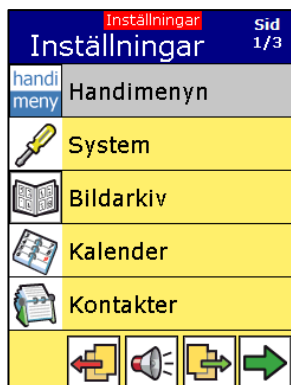 Inställningar
Sid
Inställningar
1/3
handi
meny
Handimenyn
System
Bildarkiv
Kalender
Kontakter